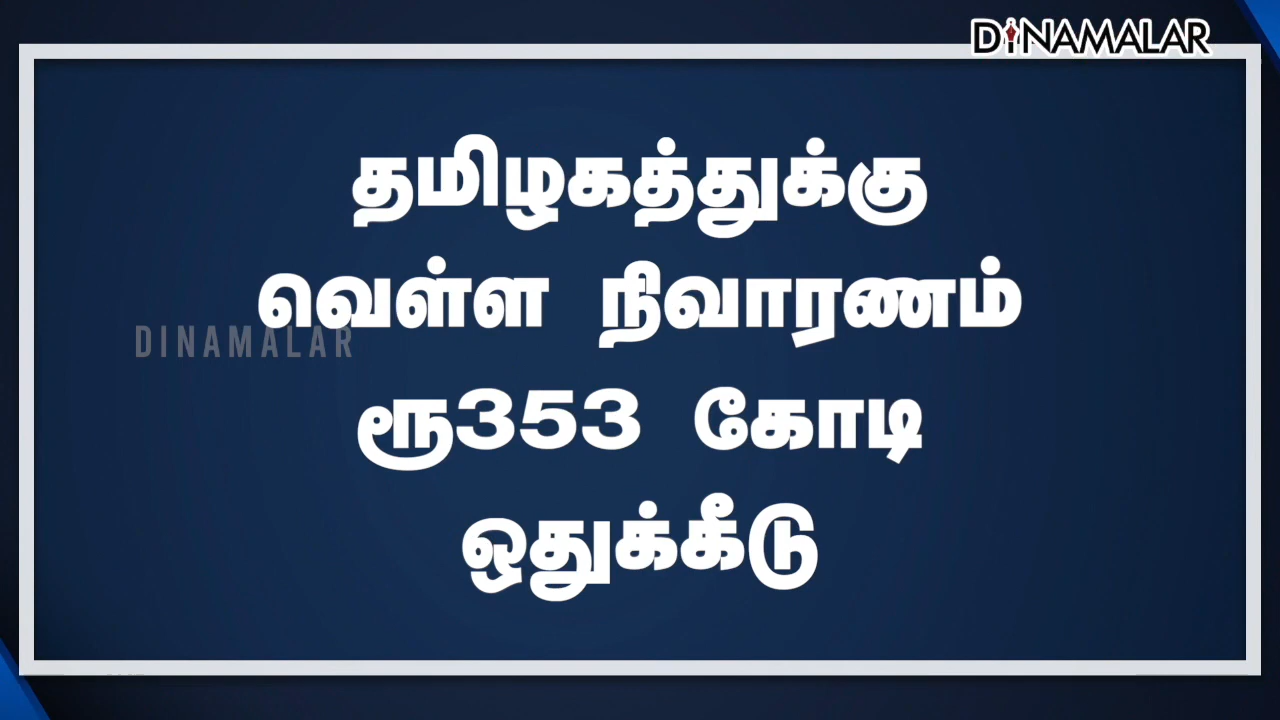 DINAMALAR
தமிழகத்துக்கு
வெள்ள நிவாரணம்
DINAMALAR
ரூ353 கோடி
ஒதுக்கீடு